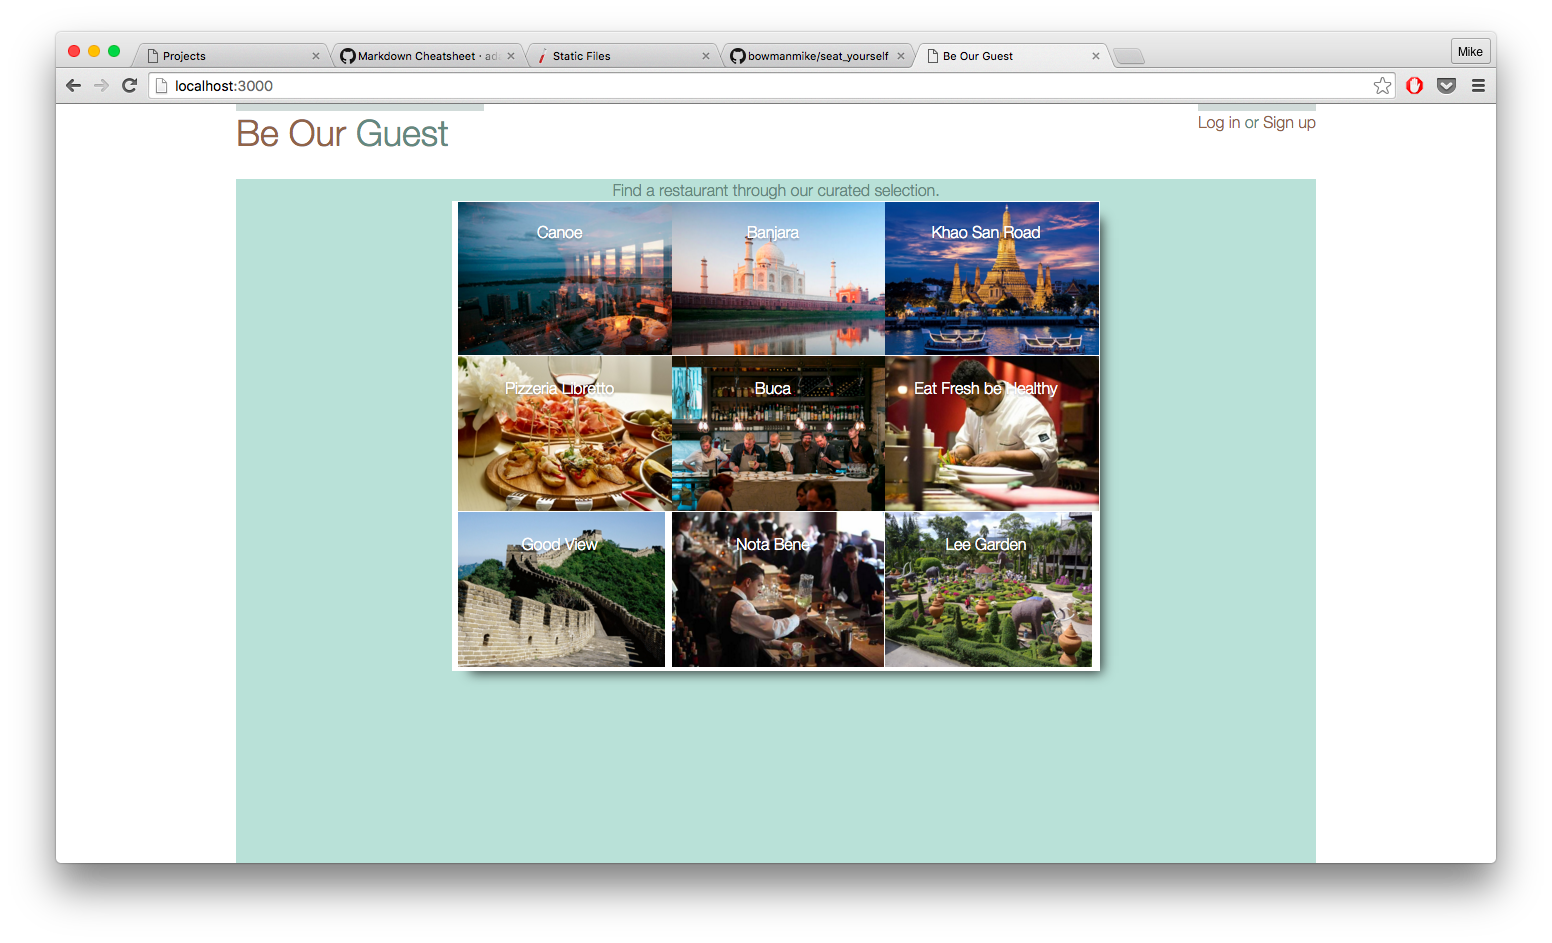 Projects
Markdown Cheatsheet · ad
Static Files
bowmanmike/seat_yourself
Be Our Guest
Mike
localhost:3000
Be Our Guest
Log in or Sign up
Find a restaurant through our curated selection.
Canoe
Banjara
Khao San Road
Pizzeria Libretto
Buca
Eat Fresh be Healthy
Good View
Nota Bene
Lee Garden